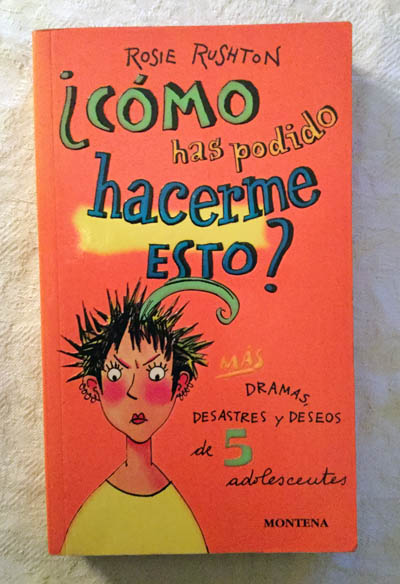 ROSIE RUSHTON
¿CÓMO
has podido
hacerme
ESTO?
MÁS
DRAMAS,
DESASTRES y DESEOS
de 5
adolescentes
MONTENA